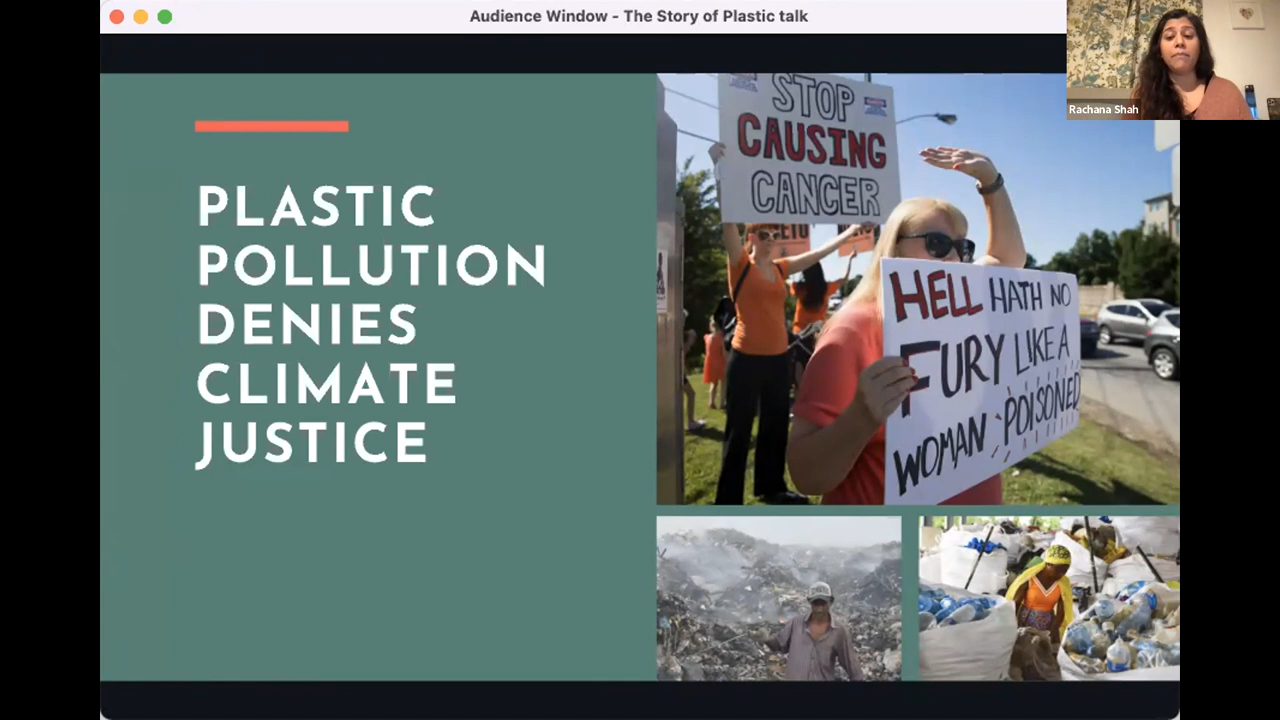 Audience Window - The Story of Plastic talk
Rachana Shah
PLASTIC
POLLUTION
DENIES
CLIMATE
JUSTICE
STOP
CAUSING
CANCER
HELL HATH NO
FURY LIKE A
WOMAN POISONED